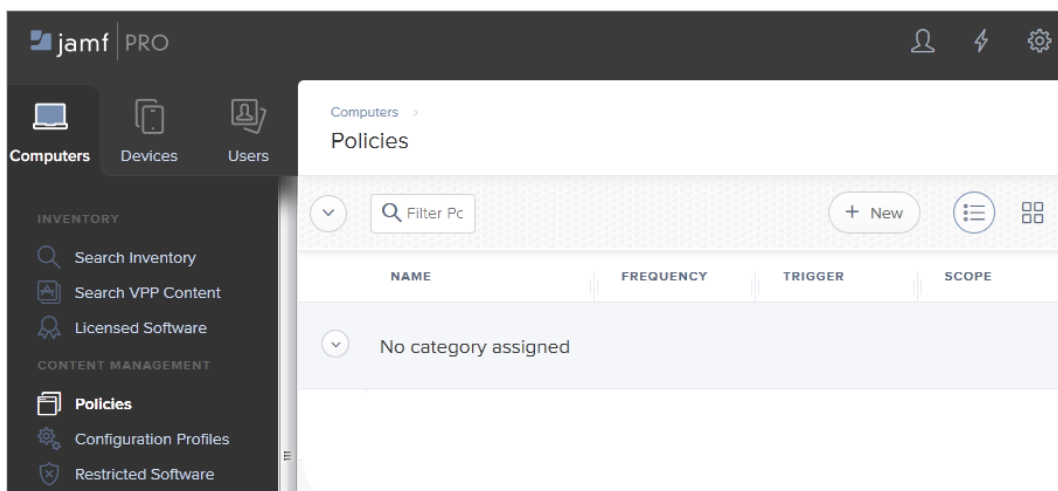 jamf PRO
Computers Devices Users
Computers >
Policies
Filter Pc
+ New
NAME FREQUENCY TRIGGER SCOPE
No category assigned
INVENTORY
Search Inventory
Search VPP Content
Licensed Software
CONTENT MANAGEMENT
Policies
Configuration Profiles
Restricted Software